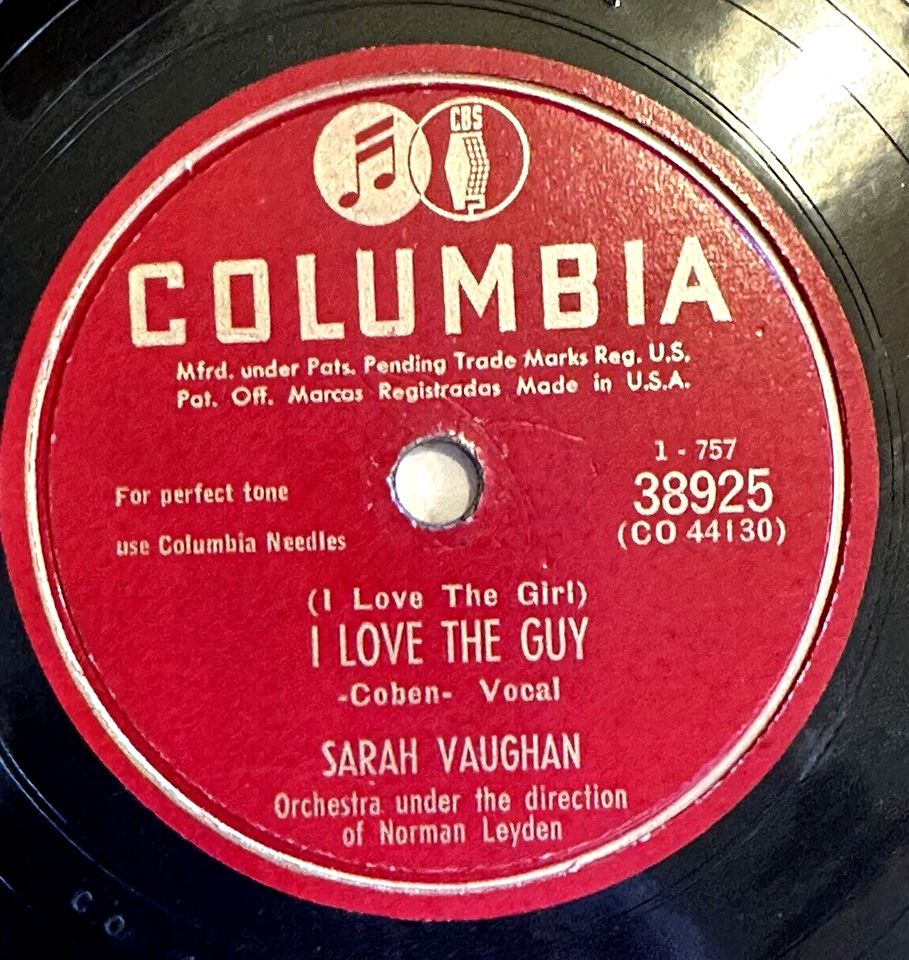 CBS
COLUMBIA
Mfrd. under Pats. Pending Trade Marks Reg. U.S.
Pat. Off. Marcas Registradas Made in U.S.A.
1 - 757
38925
(CO 44130)
For perfect tone
use Columbia Needles
(I Love The Girl)
I LOVE THE GUY
-Coben- Vocal
SARAH VAUGHAN
Orchestra under the direction
of Norman Leyden
CO